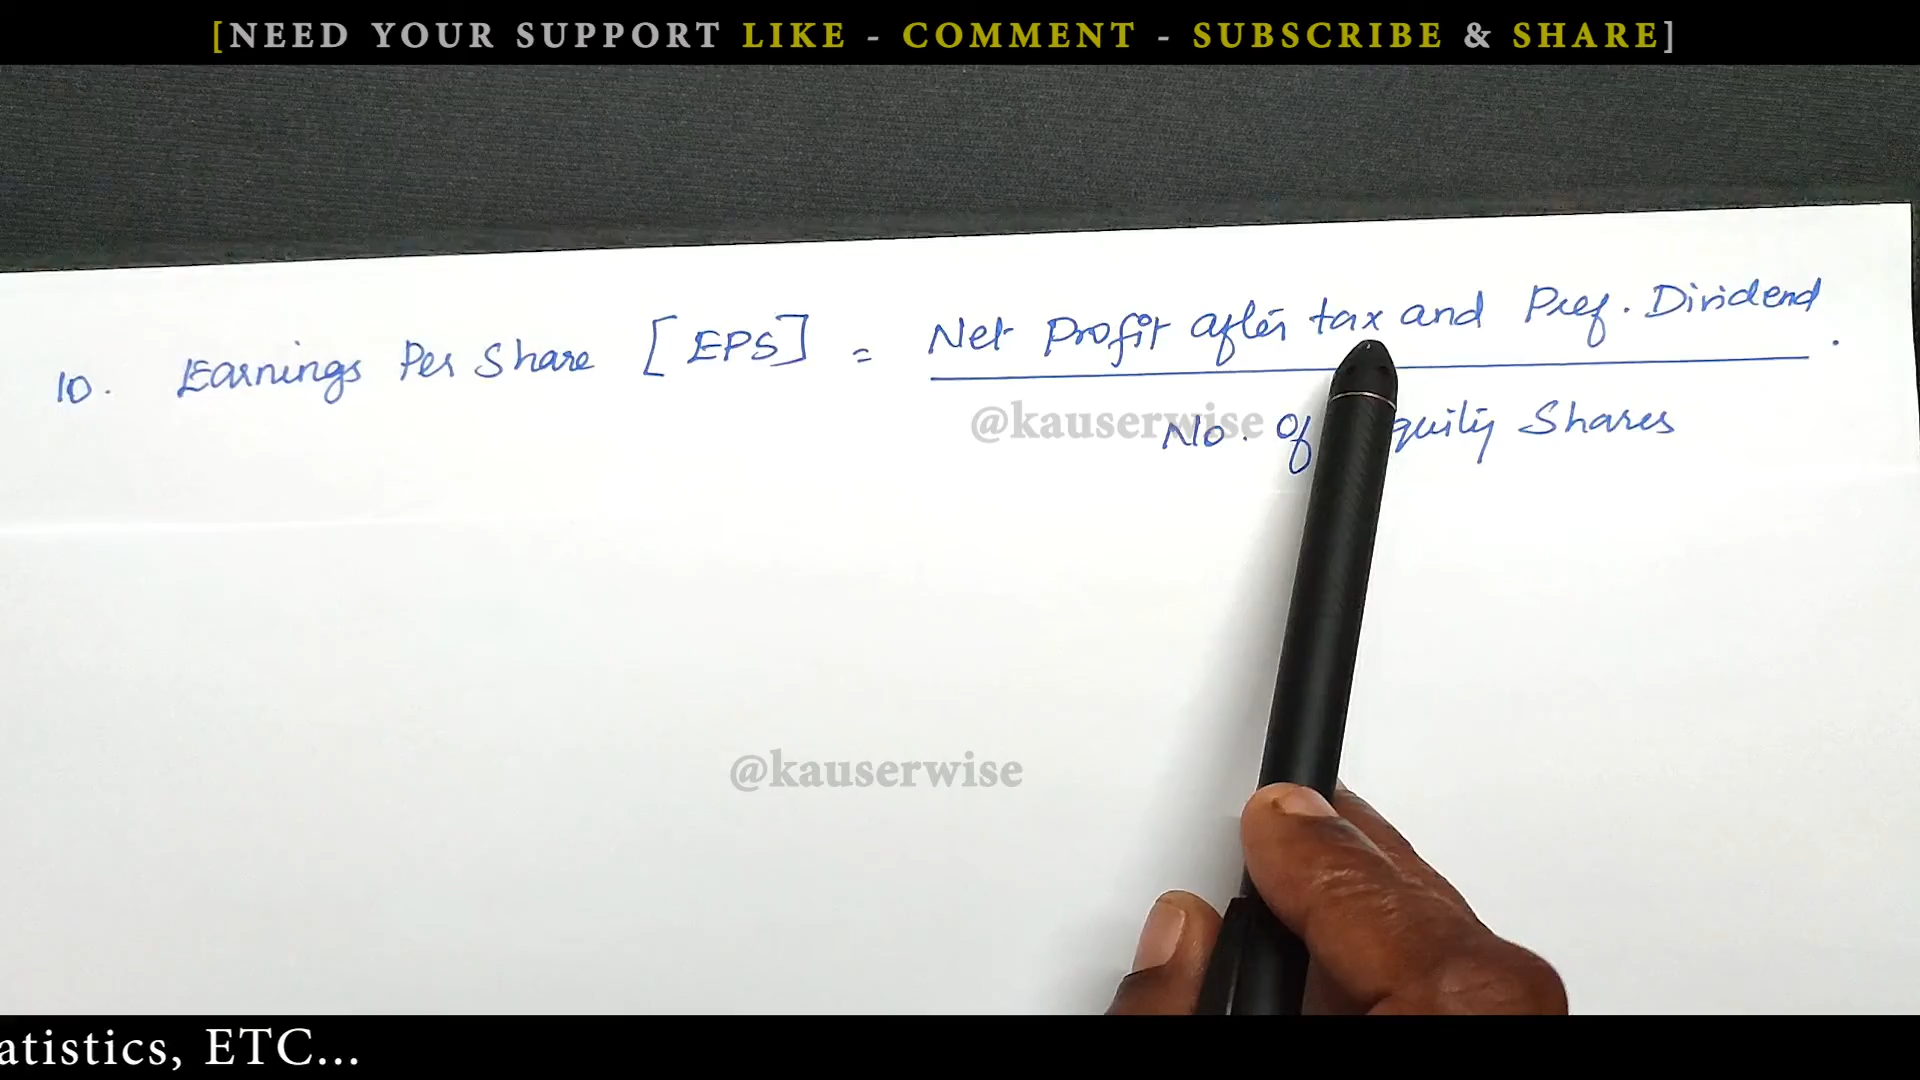 [NEED YOUR SUPPORT LIKE - COMMENT - SUBSCRIBE & SHARE]
10. Earnings Per Share [EPS] = Net Profit after tax and Pref. Dividend.
@kauserwise
No. of quity Shares
@kauserwise
atistics, ETC...